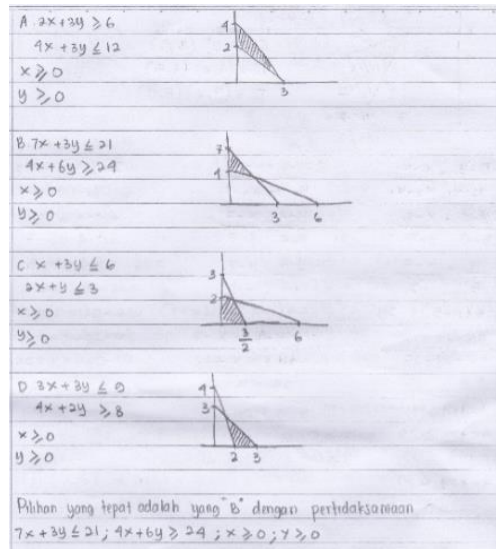 A. 2x+3y ≥ 6
4x +3y ≤ 12
x ≥ 0
y ≥ 0
4
2
3
B. 7x +3y ≤ 21
4x+6y ≥ 24
x ≥ 0
y ≥ 0
7
4
3 6
C. x +3y ≤ 6
2x+y ≤ 3
x ≥ 0
y ≥ 0
3
2
3/2 6
D 3x+3y ≤ 9
4x+2y ≥ 8
x ≥ 0
y ≥ 0
4
3
2 3
Pilihan yang tepat adalah yang "B" dengan pertidaksamaan
7x +3y ≤ 21 ; 4x+6y ≥ 24 ; x ≥ 0 ; y ≥ 0